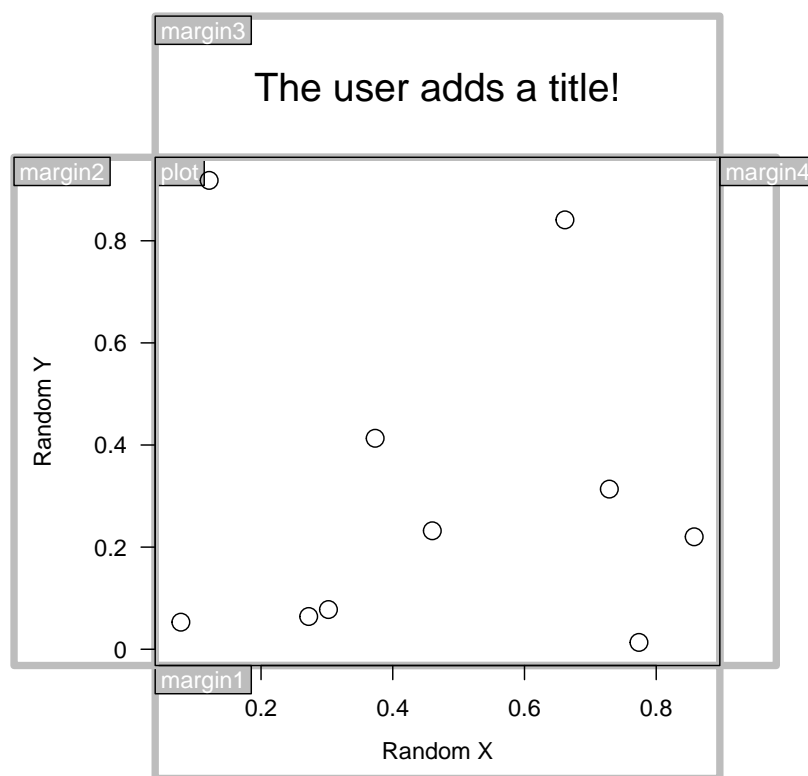 margin3
The user adds a title!
margin2
plot
margin4
0.8
0.6
0.4
0.2
0
Random Y
margin1
0.2 0.4 0.6 0.8
Random X